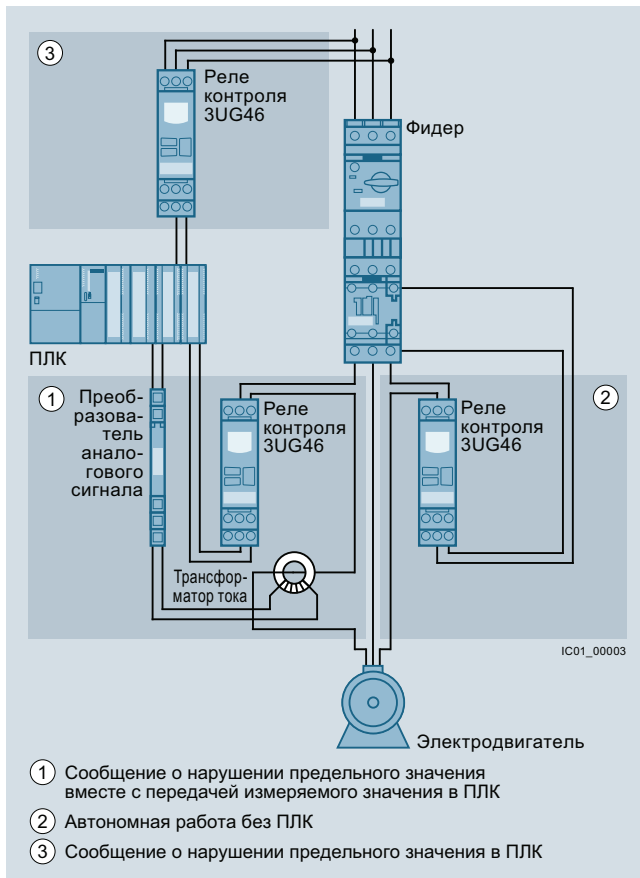 3
Реле
контроля
3UG46
Фидер
ПЛК
1
Преоб-
разова-
тель
анало-
гового
сигнала
Реле
контроля
3UG46
Реле
контроля
3UG46
2
Трансфор-
матор тока
IC01_00003
Электродвигатель
1 Сообщение о нарушении предельного значения
вместе с передачей измеряемого значения в ПЛК
2 Автономная работа без ПЛК
3 Сообщение о нарушении предельного значения в ПЛК